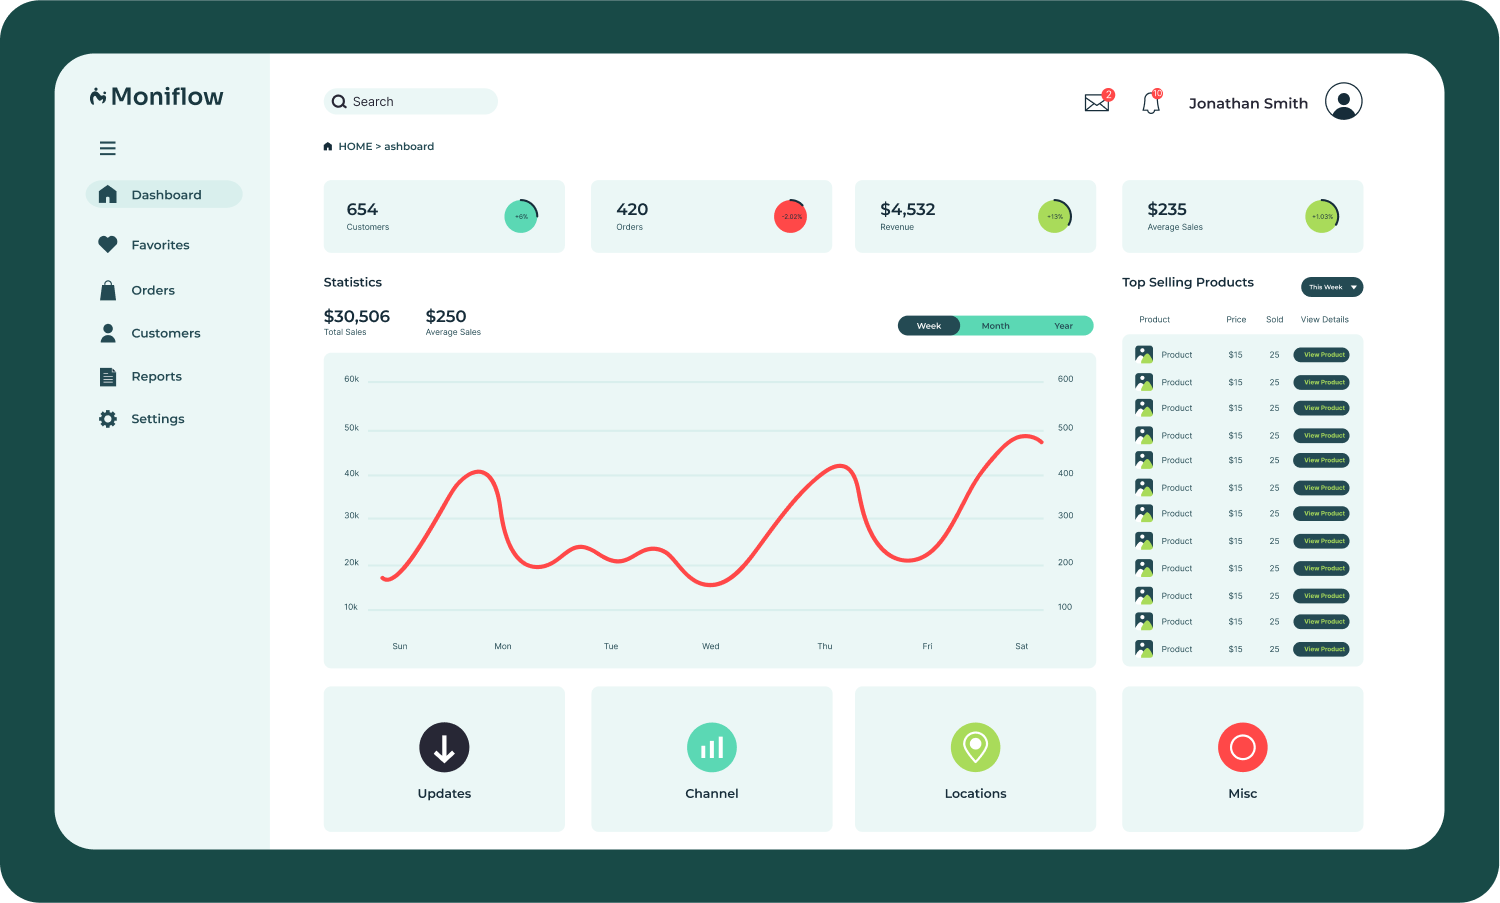 Moniflow
Dashboard
Favorites
Orders
Customers
Reports
Settings
Search
2
10
Jonathan Smith
HOME > ashboard
654
Customers
+6%
420
Orders
-2.02%
$4,532
Revenue
+13%
$235
Average Sales
+1.03%
Statistics
$30,506
Total Sales
$250
Average Sales
Week Month Year
60k 600
50k 500
40k 400
30k 300
20k 200
10k 100
Sun Mon Tue Wed Thu Fri Sat
Top Selling Products
This Week
Product Price Sold View Details
Product $15 25 View Product
Product $15 25 View Product
Product $15 25 View Product
Product $15 25 View Product
Product $15 25 View Product
Product $15 25 View Product
Product $15 25 View Product
Product $15 25 View Product
Product $15 25 View Product
Product $15 25 View Product
Product $15 25 View Product
Product $15 25 View Product
Updates
Channel
Locations
Misc